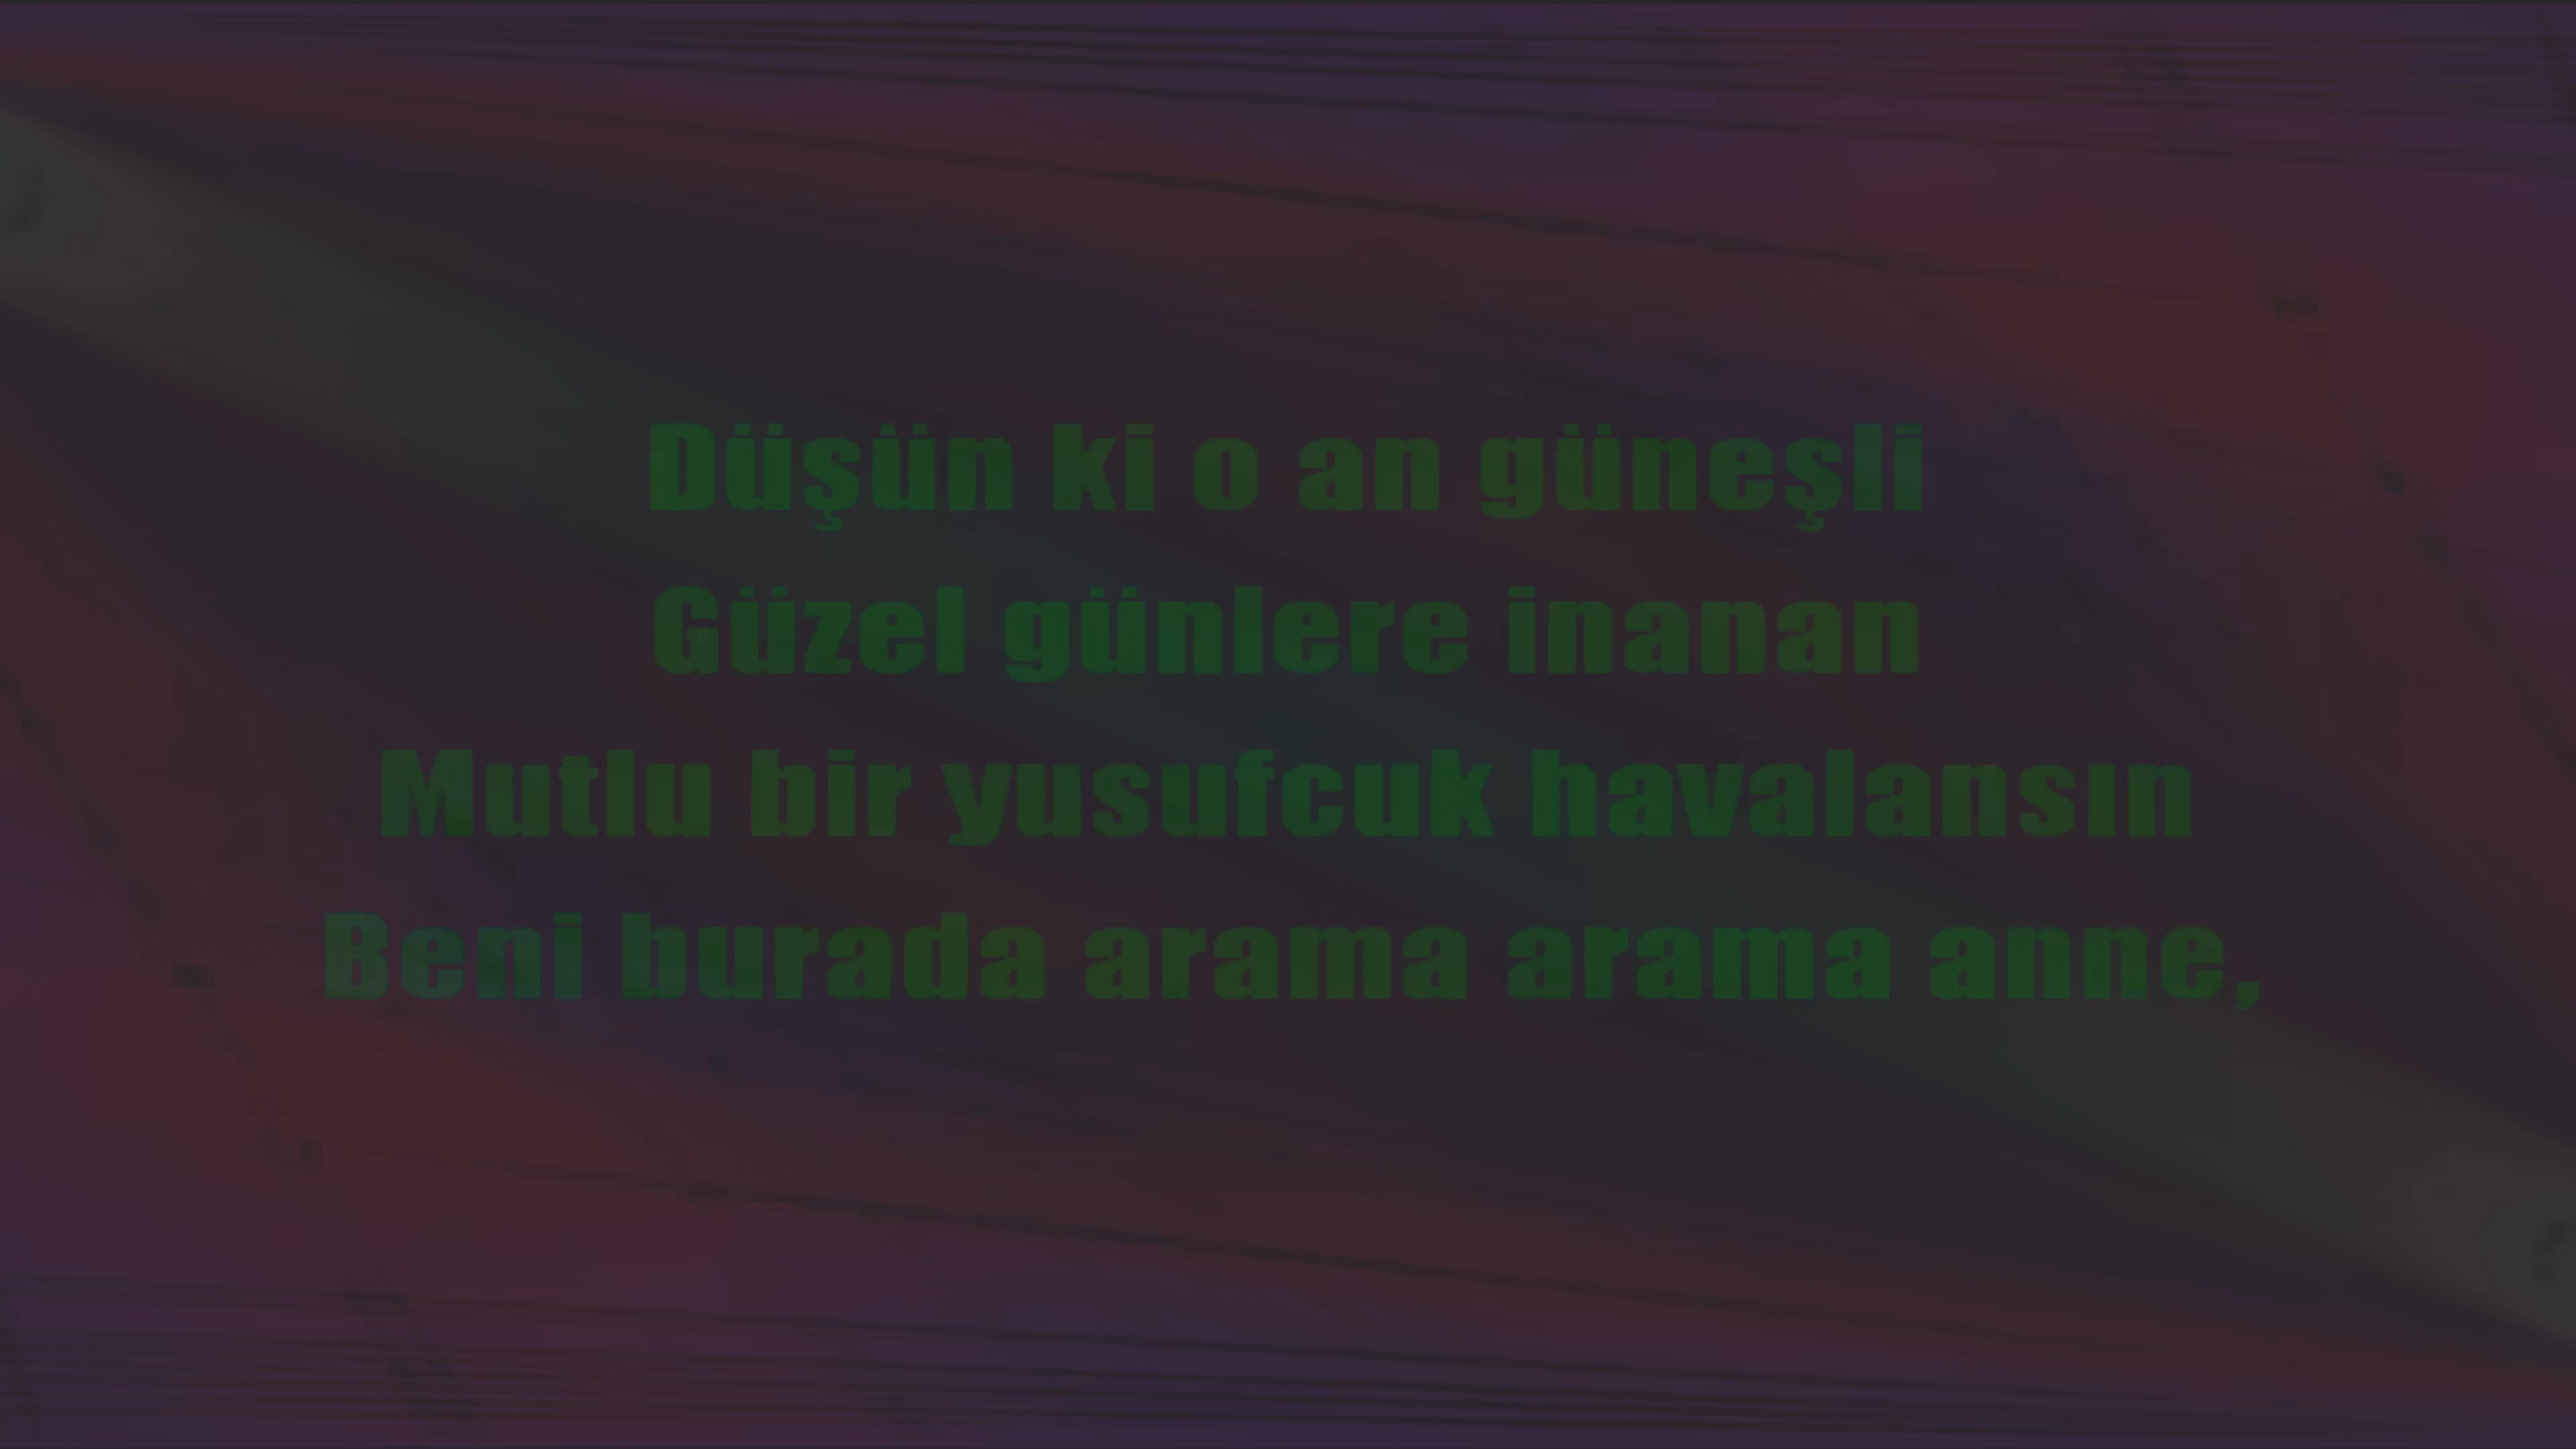 Düşün ki o an güneşli
Güzel günlere inanan
Mutlu bir yusufcuk havalansın
Beni burada arama arama anne,